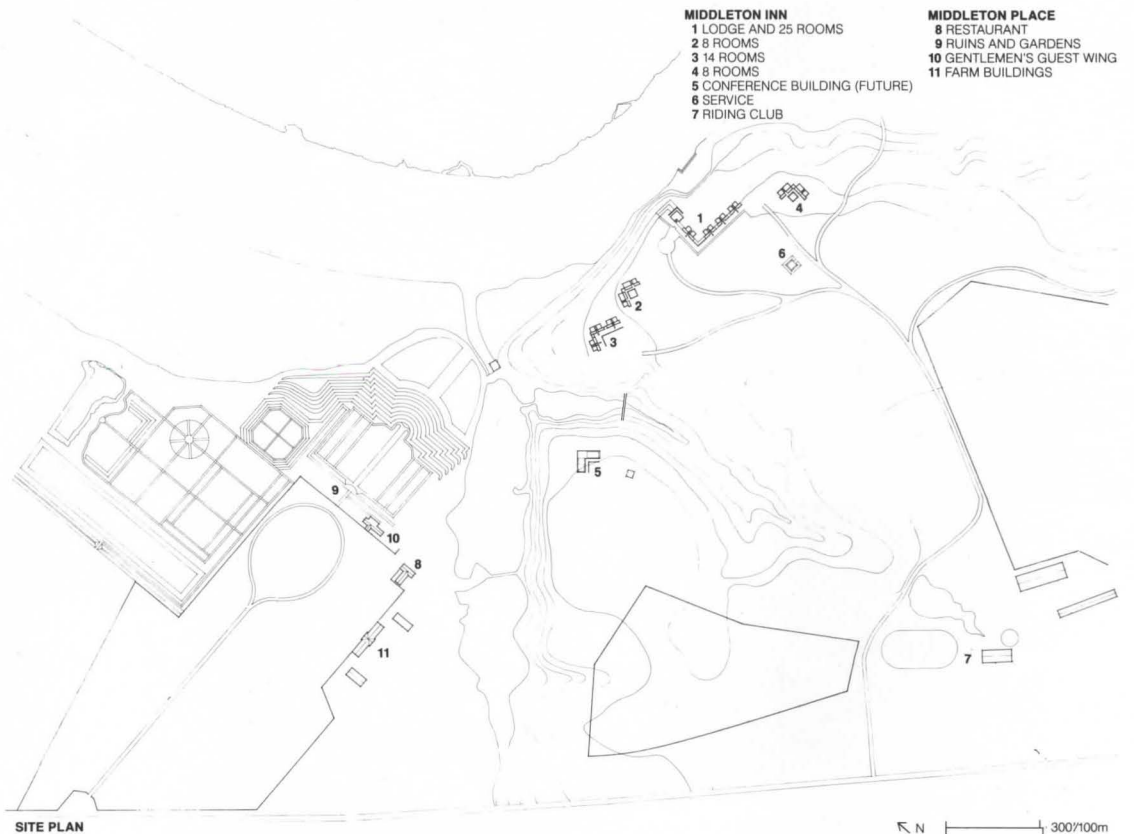 MIDDLETON INN
1 LODGE AND 25 ROOMS
2 8 ROOMS
3 14 ROOMS
4 8 ROOMS
5 CONFERENCE BUILDING (FUTURE)
6 SERVICE
7 RIDING CLUB
MIDDLETON PLACE
8 RESTAURANT
9 RUINS AND GARDENS
10 GENTLEMEN'S GUEST WING
11 FARM BUILDINGS
4
1
6
2
3
5
9
10
8
11
7
SITE PLAN
N
300'/100m